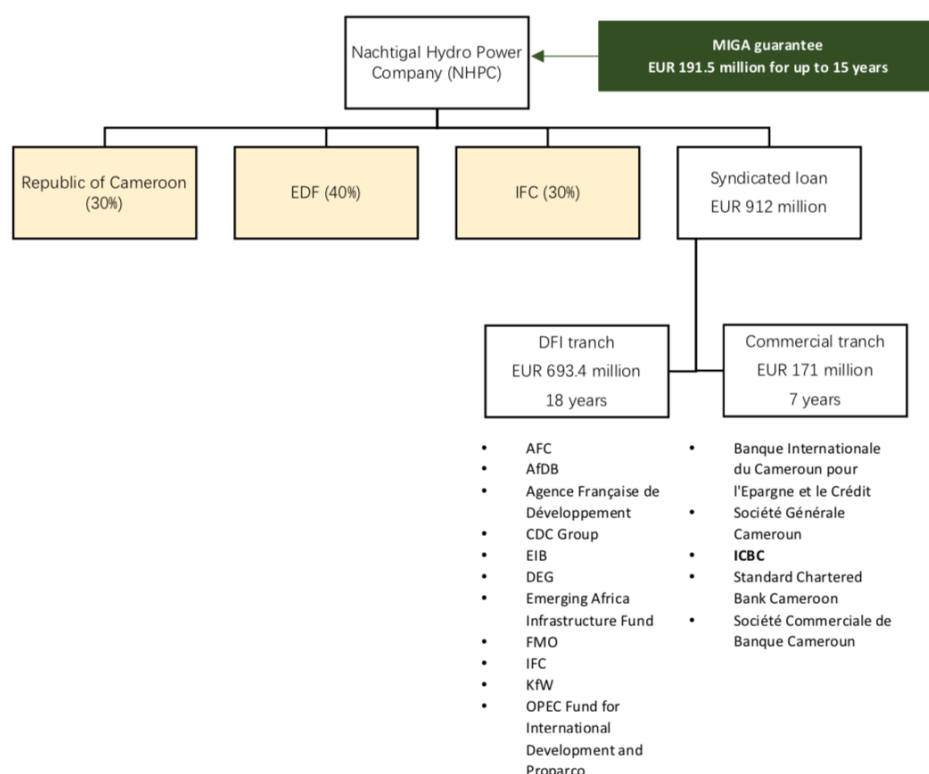 Nachtigal Hydro Power
Company (NHPC)
MIGA guarantee
EUR 191.5 million for up to 15 years
Republic of Cameroon
(30%)
EDF (40%)
IFC (30%)
Syndicated loan
EUR 912 million
DFI tranch
EUR 693.4 million
18 years
Commercial tranch
EUR 171 million
7 years
• AFC
• AfDB
• Agence Française de
Développement
• CDC Group
• EIB
• DEG
• Emerging Africa
Infrastructure Fund
• FMO
• IFC
• KfW
• OPEC Fund for
International
Development and
Proparco
• Banque Internationale
du Cameroun pour
l'Epargne et le Crédit
• Société Générale
Cameroun
• ICBC
• Standard Chartered
Bank Cameroon
• Société Commerciale de
Banque Cameroun